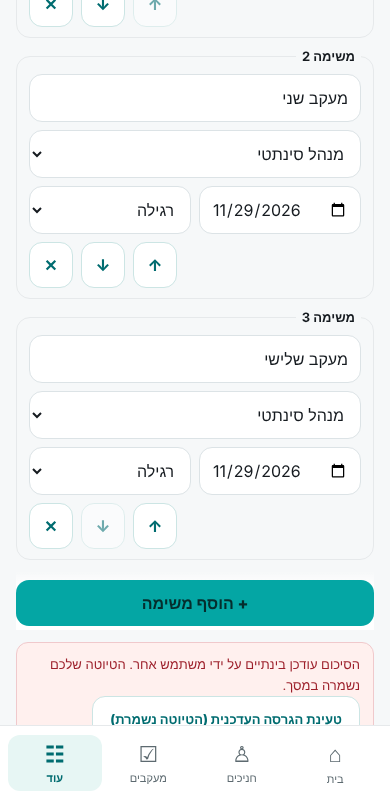 משימה 2
מעקב שני
מנהל סינתטי
11/29/2026
רגילה
משימה 3
מעקב שלישי
מנהל סינתטי
11/29/2026
רגילה
+ הוסף משימה
הסיכום עודכן בינתיים על ידי משתמש אחר. הטיוטה שלכם
נשמרה במסך.
טעינת הגרסה העדכנית (הטיוטה נשמרת)
בית
חניכים
מעקבים
עוד